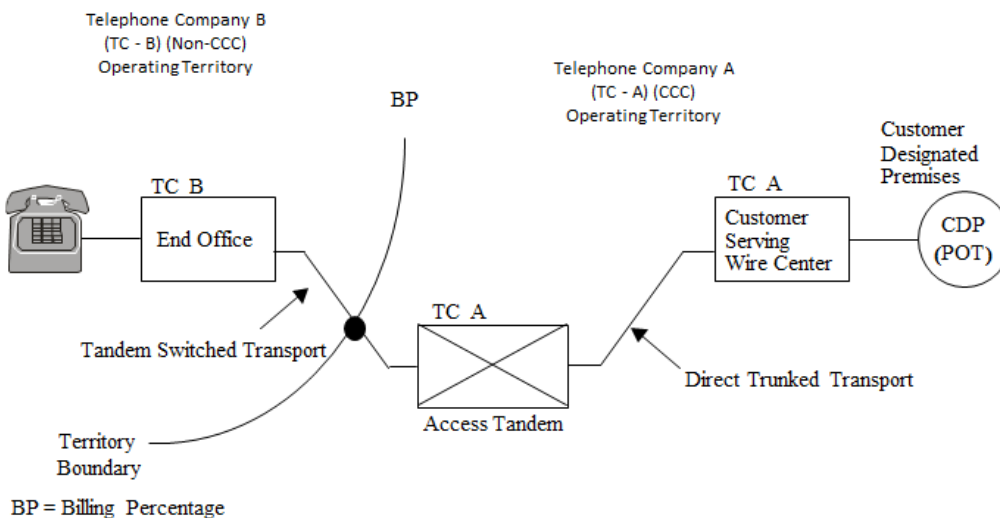 Telephone Company B
(TC - B) (Non-CCC)
Operating Territory
Telephone Company A
(TC - A) (CCC)
Operating Territory
BP
Customer
Designated
Premises
TC B
End Office
TC A
Customer
Serving
Wire Center
CDP
(POT)
TC A
Tandem Switched Transport
Direct Trunked Transport
Access Tandem
Territory
Boundary
BP = Billing Percentage